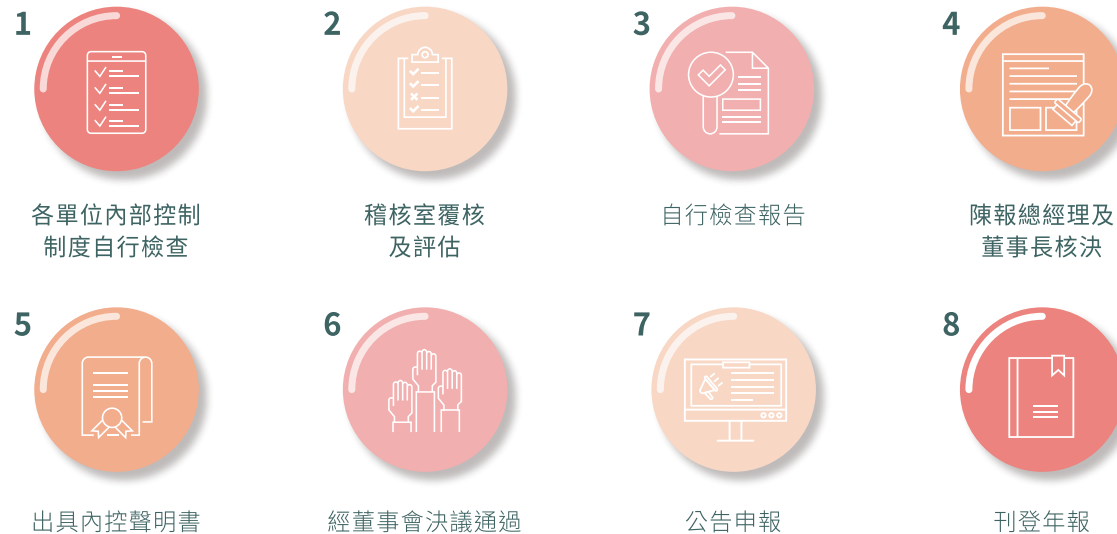 1
各單位內部控制
制度自行檢查
2
稽核室覆核
及評估
3
自行檢查報告
4
陳報總經理及
董事長核決
5
出具內控聲明書
6
經董事會決議通過
7
公告申報
8
刊登年報